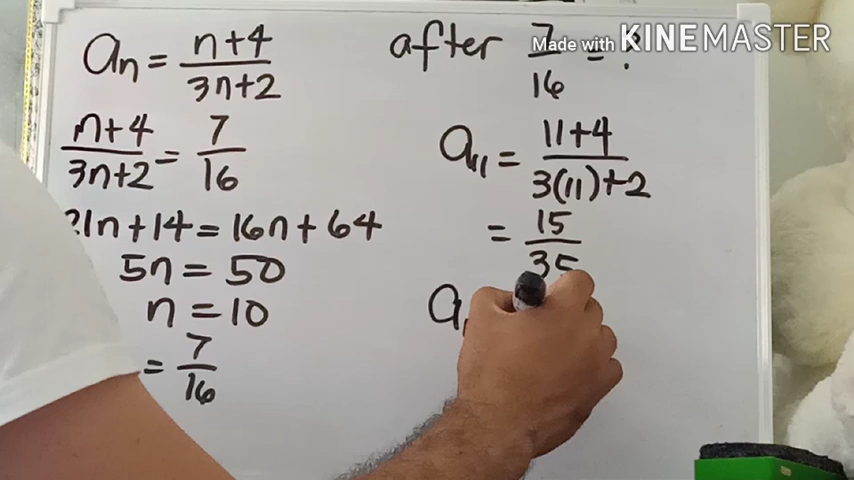 aₙ = n+4 / 3n+2
n+4 / 3n+2 = 7 / 16
21n + 14 = 16n + 64
5n = 50
n = 10
= 7 / 16
after 7 / 16 = ?
Made with KINEMASTER
a₁₁ = 11+4 / 3(11)+2
= 15 / 35
a